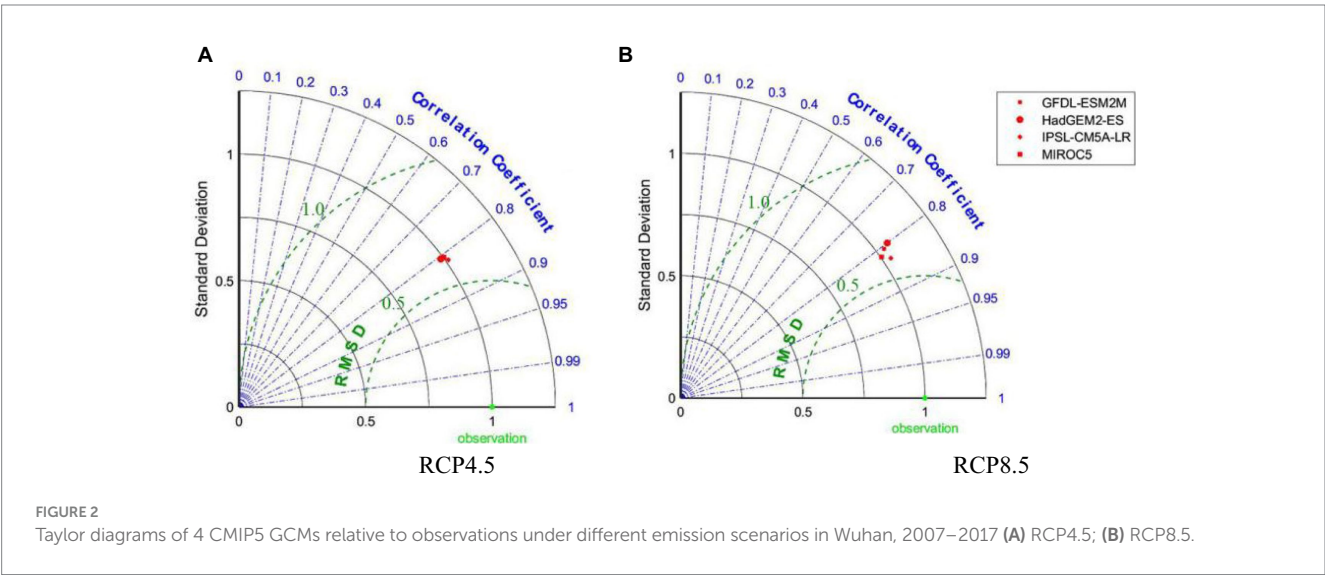 A
0
0.1
0.2
0.3
0.4
0.5
0.6
0.7
0.8
0.9
0.95
0.99
1
Correlation Coefficient
Standard Deviation
1
0.5
0
1.0
0.5
RMSD
0
0.5
1
observation
RCP4.5
B
0
0.1
0.2
0.3
0.4
0.5
0.6
0.7
0.8
0.9
0.95
0.99
1
Correlation Coefficient
Standard Deviation
1
0.5
0
1.0
0.5
RMSD
0
0.5
1
observation
RCP8.5
GFDL-ESM2M
HadGEM2-ES
IPSL-CM5A-LR
MIROC5
FIGURE 2
Taylor diagrams of 4 CMIP5 GCMs relative to observations under different emission scenarios in Wuhan, 2007–2017 (A) RCP4.5; (B) RCP8.5.